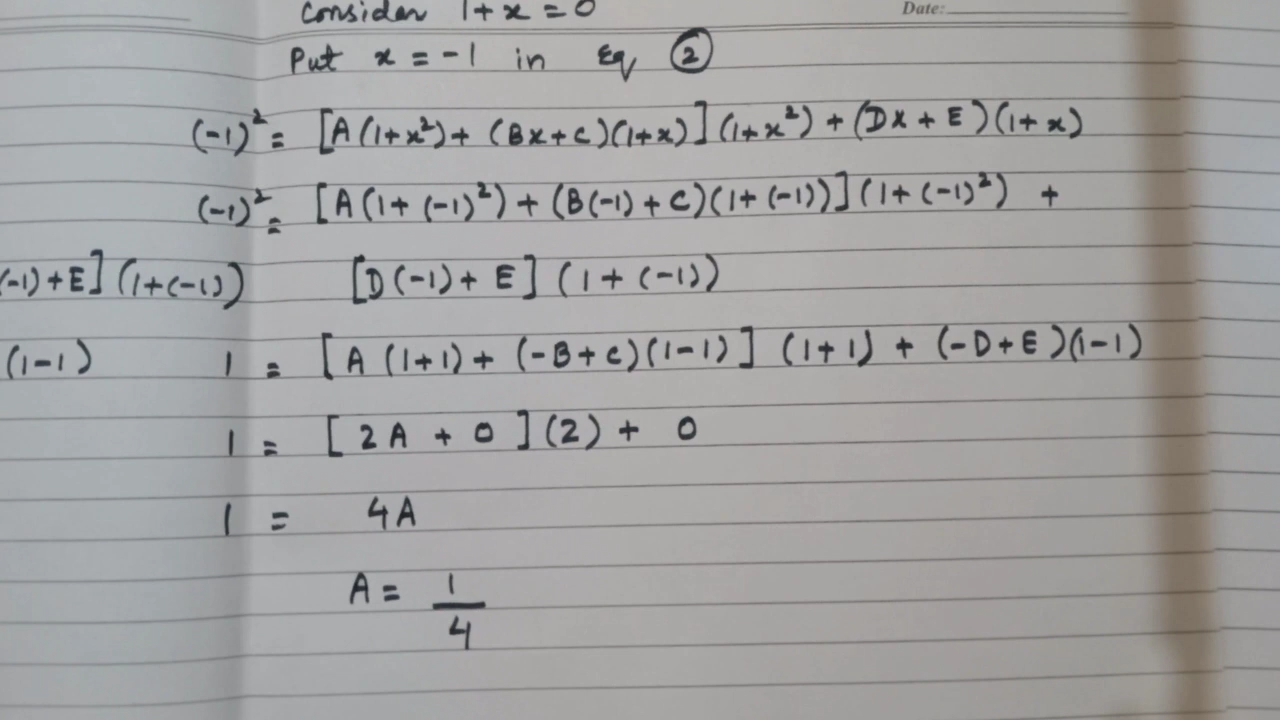 Consider 1 + x = 0
Date:
Put x = -1 in Eq ②
(-1)² = [A(1+x²) + (Bx+C)(1+x)](1+x²) + (Dx + E)(1+x)
(-1)² = [A(1+(-1)²) + (B(-1)+C)(1+(-1))](1+(-1)²) +
(-1)+E](1+(-1)) [D(-1) + E](1+(-1))
(1-1) 1 = [A(1+1) + (-B+C)(1-1)](1+1) + (-D+E)(1-1)
1 = [2A + 0](2) + 0
1 = 4A
A = 1/4